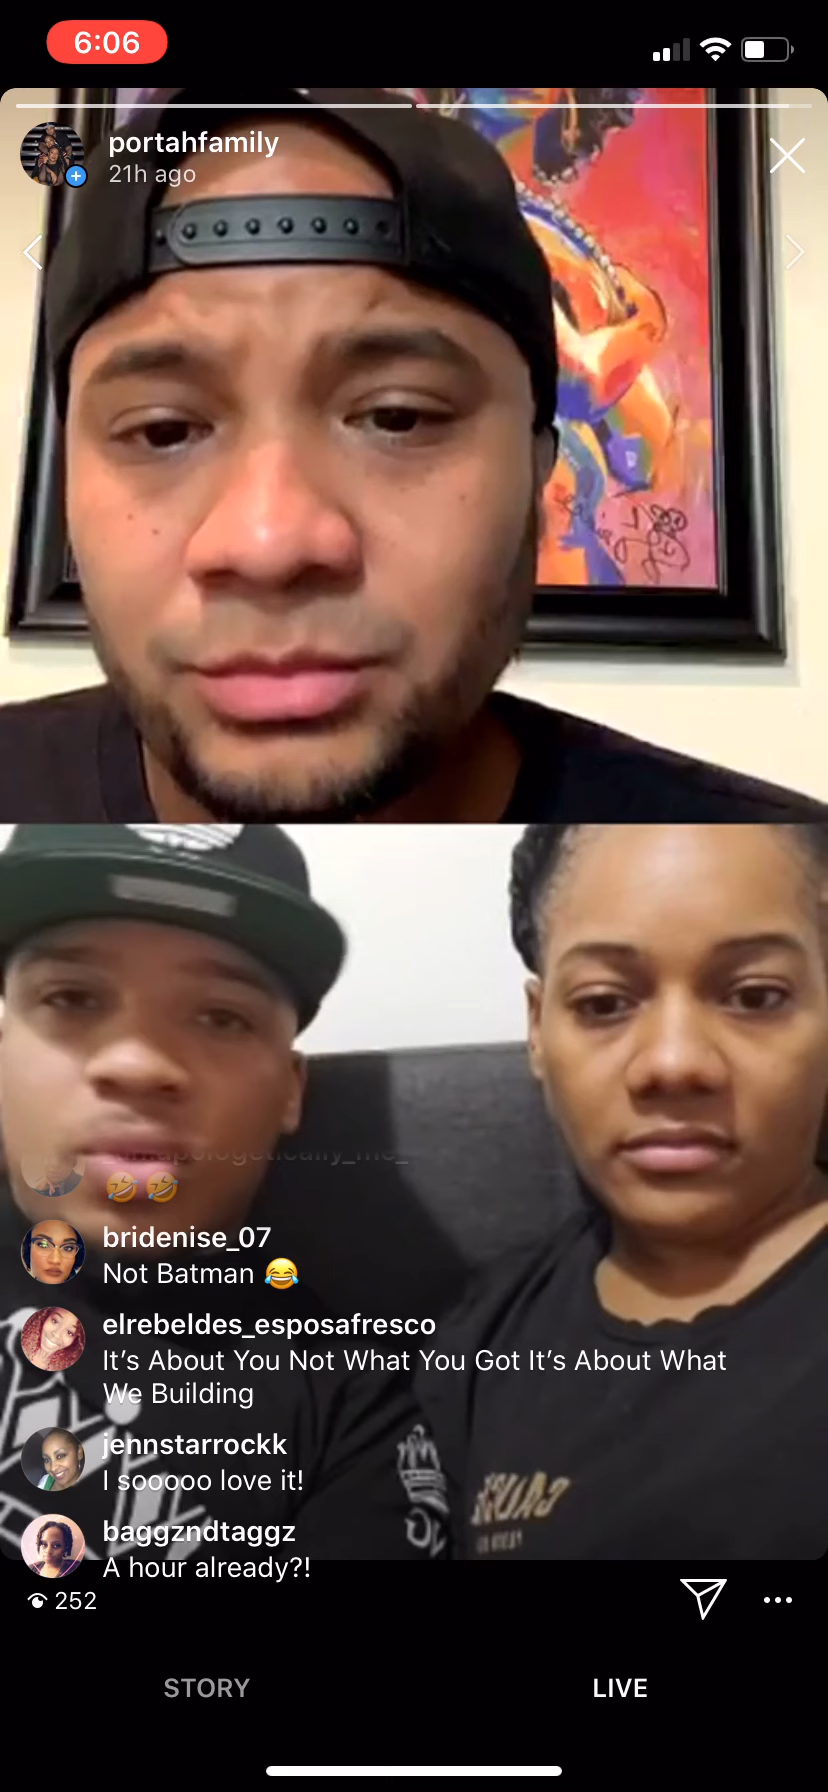 6:06
portahfamily
21h ago
🤣🤣
bridenise_07
Not Batman 😂
elrebeldes_esposafresco
It's About You Not What You Got It's About What
We Building
jennstarrockk
I sooooo love it!
baggzndtaggz
A hour already?!
252
STORY
LIVE